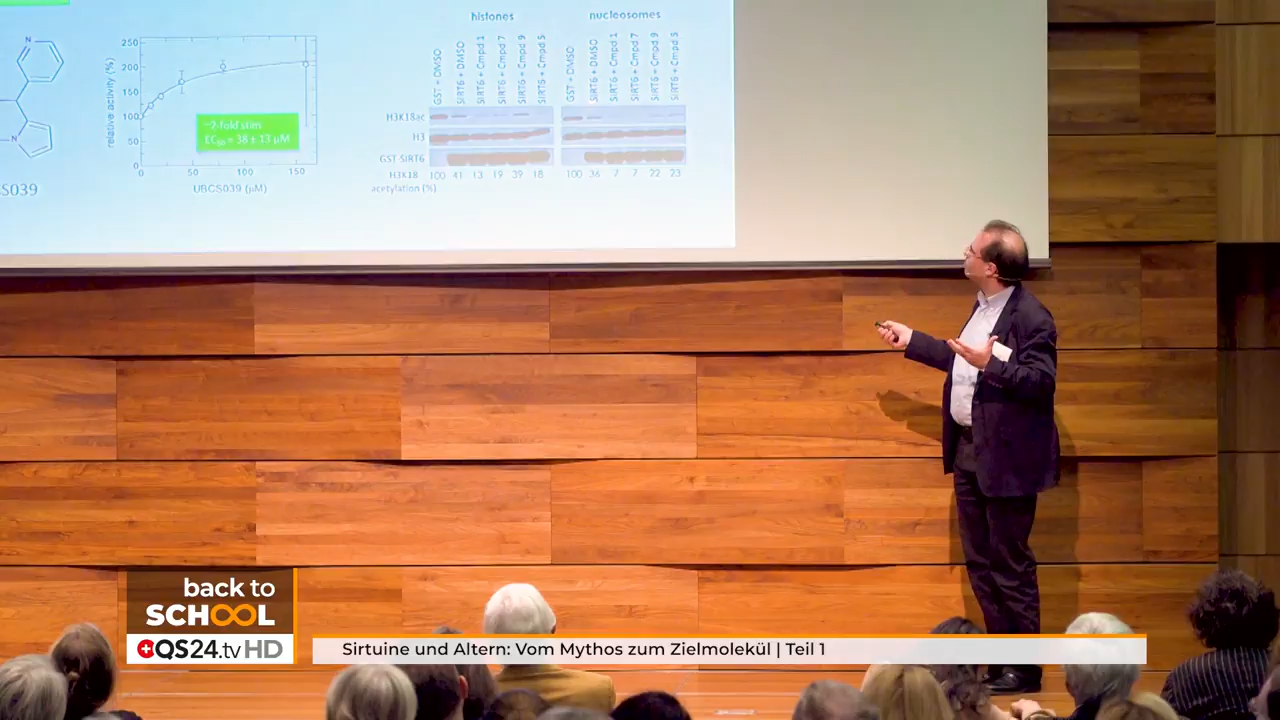 histones
nucleosomes
GST + DMSO
SIRT6 + DMSO
SIRT6 + Cmpd 1
SIRT6 + Cmpd 7
SIRT6 + Cmpd 9
SIRT6 + Cmpd 5
GST + DMSO
SIRT6 + DMSO
SIRT6 + Cmpd 1
SIRT6 + Cmpd 7
SIRT6 + Cmpd 9
SIRT6 + Cmpd 5
N
N
relative activity (%)
250
200
150
100
50
0
0 50 100 150
UBCS039 (µM)
~2-fold stim
EC50 = 38 ± 13 µM
S039
H3K18ac
H3
GST-SIRT6
H3K18 acetylation (%)
100 41 13 19 39 18
100 36 7 7 22 23
back to
SCHOOL
QS24.tv HD
Sirtuine und Altern: Vom Mythos zum Zielmolekül | Teil 1